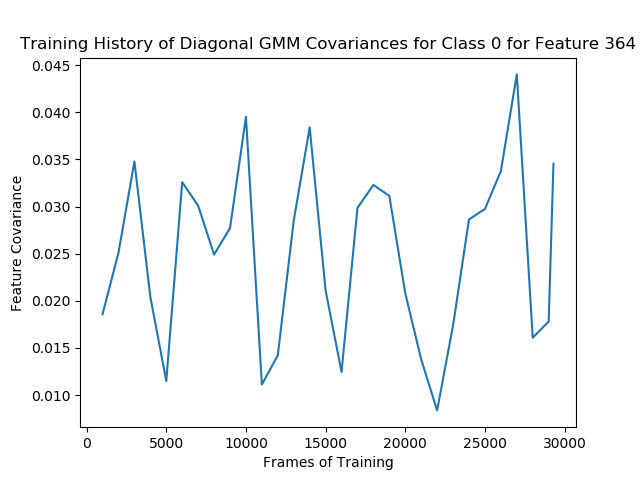 Training History of Diagonal GMM Covariances for Class 0 for Feature 364
0.045
0.040
0.035
0.030
0.025
0.020
0.015
0.010
Feature Covariance
0 5000 10000 15000 20000 25000 30000
Frames of Training